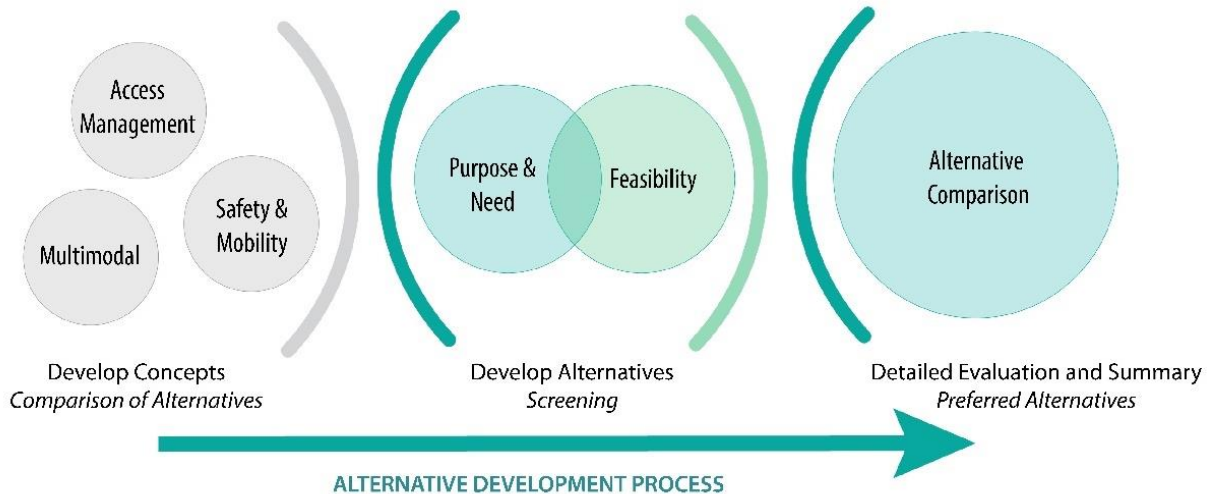 Access
Management
Multimodal
Safety &
Mobility
Purpose &
Need
Feasibility
Alternative
Comparison
Develop Concepts
Comparison of Alternatives
Develop Alternatives
Screening
Detailed Evaluation and Summary
Preferred Alternatives
ALTERNATIVE DEVELOPMENT PROCESS